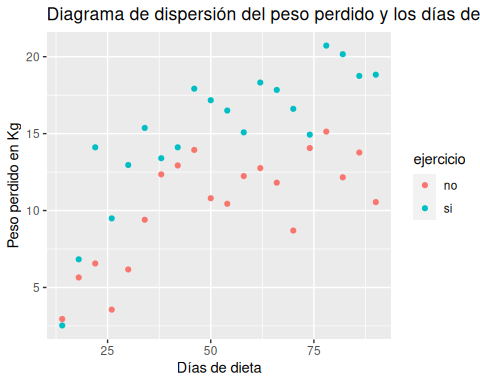 Diagrama de dispersión del peso perdido y los días de
20
15
10
5
Peso perdido en Kg
25
50
75
Días de dieta
ejercicio
no
si